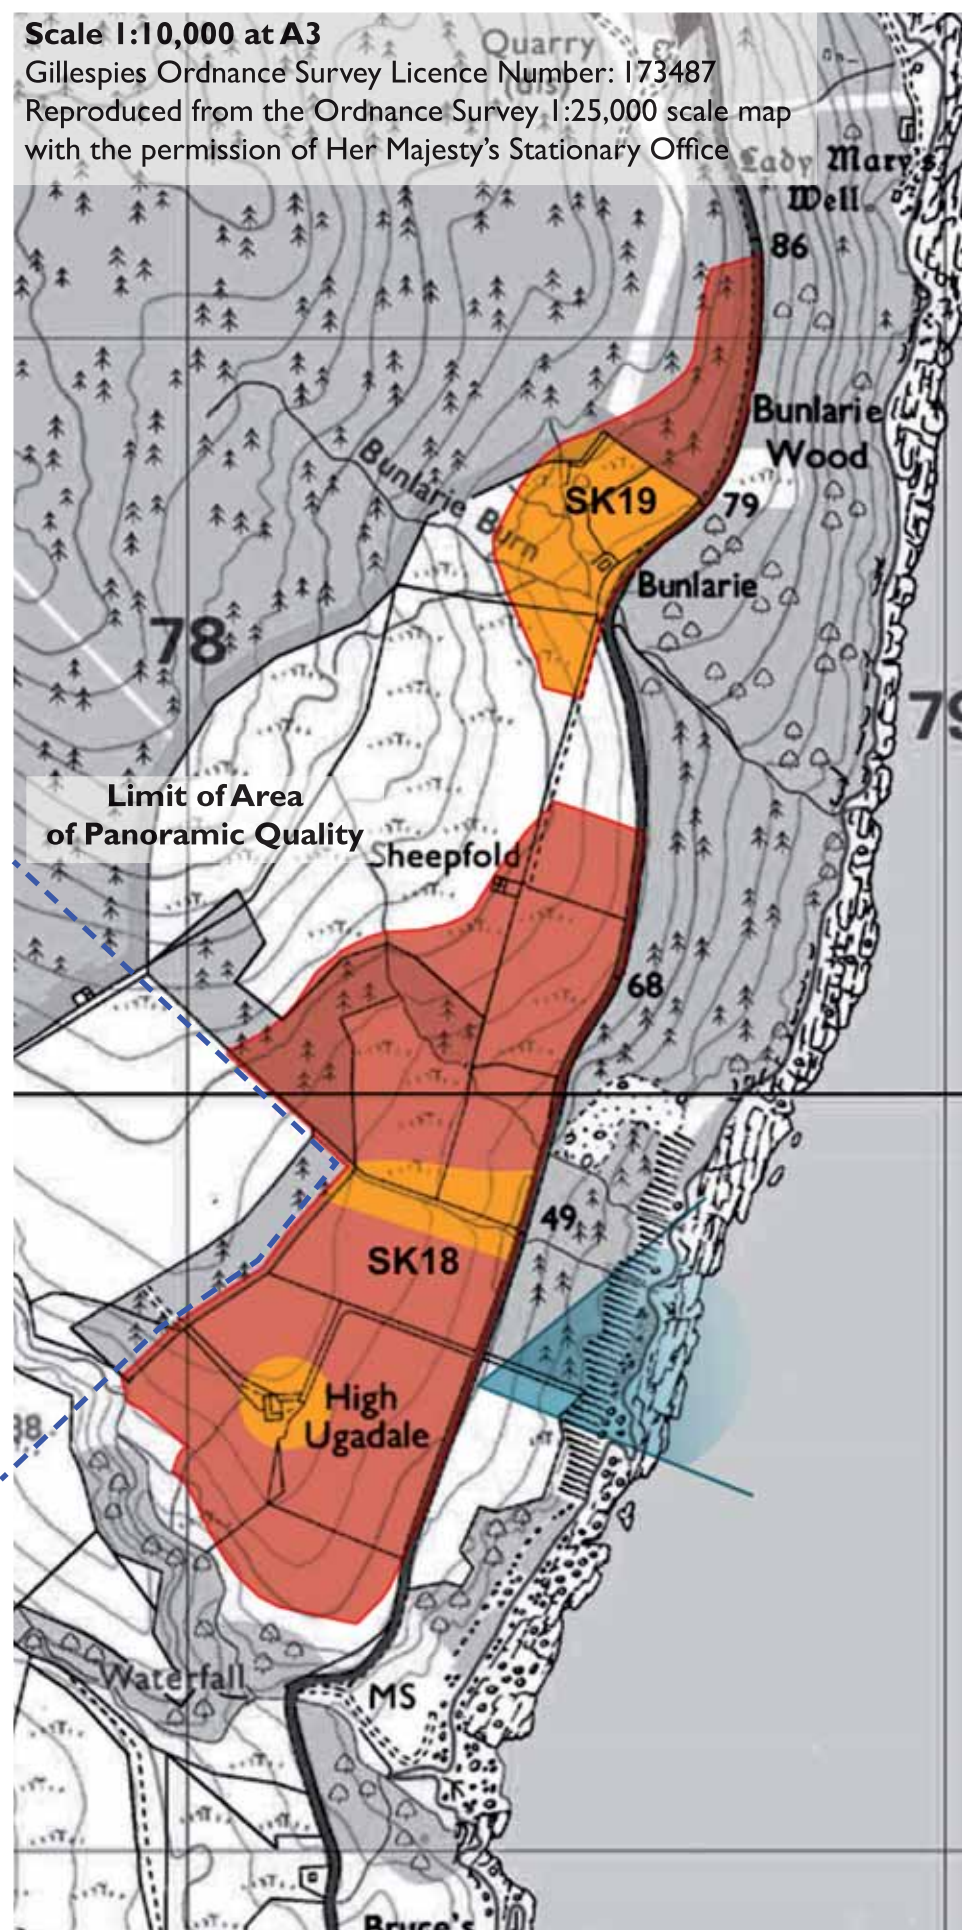 Scale 1:10,000 at A3
Gillespies Ordnance Survey Licence Number: 173487
Reproduced from the Ordnance Survey 1:25,000 scale map
with the permission of Her Majesty's Stationary Office
Quarry
(dis)
Lady Mary's
Well
86
Bunlarie
Wood
Bunlarie Burn
SK19
79
Bunlarie
78
79
Limit of Area
of Panoramic Quality
Sheepfold
68
49
SK18
High
Ugadale
Waterfall
MS
Bruce's